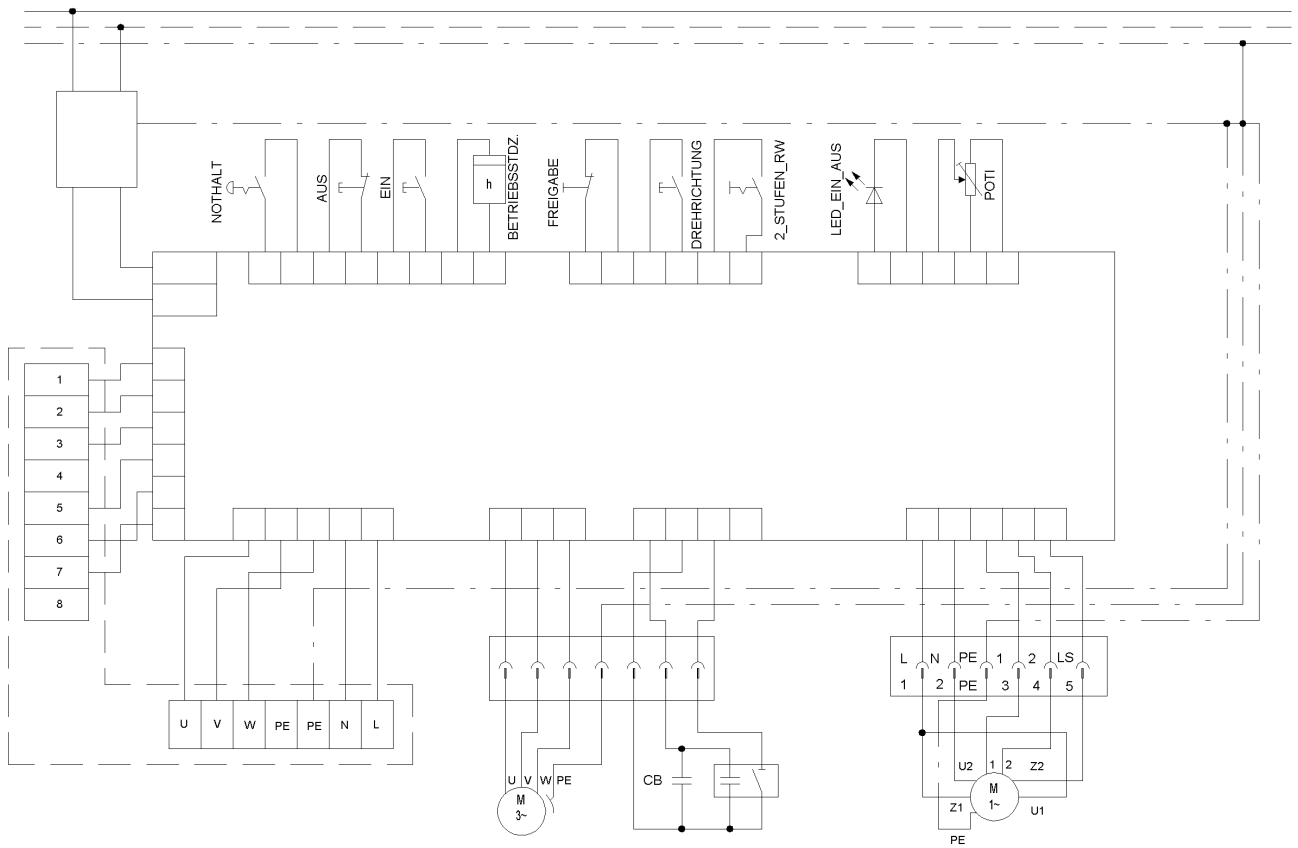 NOTHALT
AUS
EIN
h
BETRIEBSSTDZ.
FREIGABE
DREHRICHTUNG
2_STUFEN_RW
LED_EIN_AUS
POTI
1
2
3
4
5
6
7
8
U V W PE PE N L
U V W PE
M
3~
CB
L N PE 1 2 LS
1 2 PE 3 4 5
U2 1 2 Z2
M
1~
Z1 U1
PE